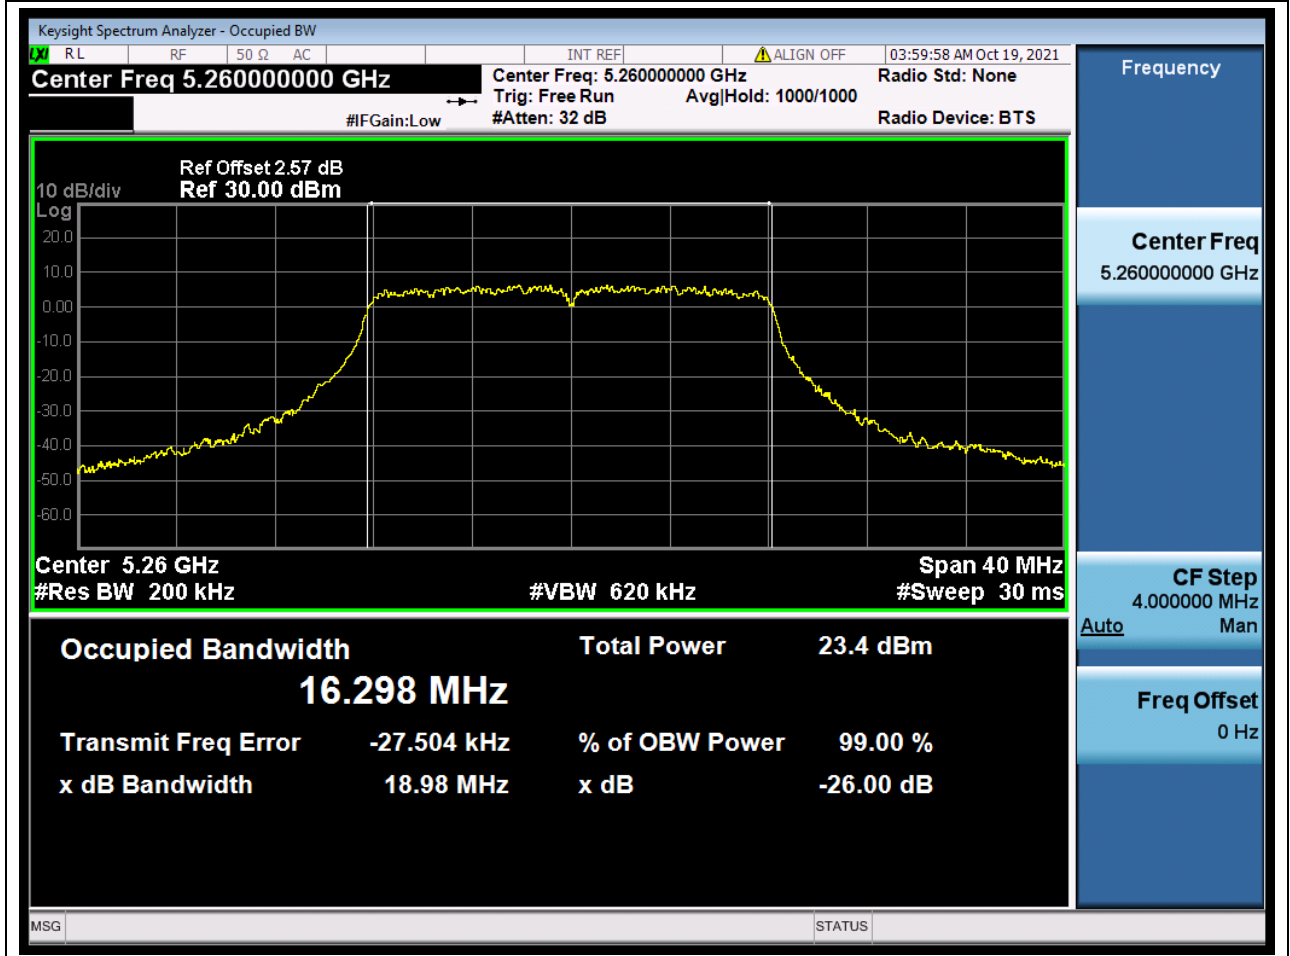 Keysight Spectrum Analyzer - Occupied BW
LXI RL RF 50 Ω AC INT REF ALIGN OFF 03:59:58 AM Oct 19, 2021
Center Freq 5.260000000 GHz
Center Freq: 5.260000000 GHz
Radio Std: None
Trig: Free Run Avg|Hold: 1000/1000
#IFGain:Low
#Atten: 32 dB
Radio Device: BTS
Ref Offset 2.57 dB
10 dB/div Ref 30.00 dBm
Log
20.0
10.0
0.00
-10.0
-20.0
-30.0
-40.0
-50.0
-60.0
Center 5.26 GHz Span 40 MHz
#Res BW 200 kHz #VBW 620 kHz #Sweep 30 ms
Occupied Bandwidth Total Power 23.4 dBm
16.298 MHz
Transmit Freq Error -27.504 kHz % of OBW Power 99.00 %
x dB Bandwidth 18.98 MHz x dB -26.00 dB
MSG STATUS
Frequency
Center Freq
5.260000000 GHz
CF Step
4.000000 MHz
Auto Man
Freq Offset
0 Hz